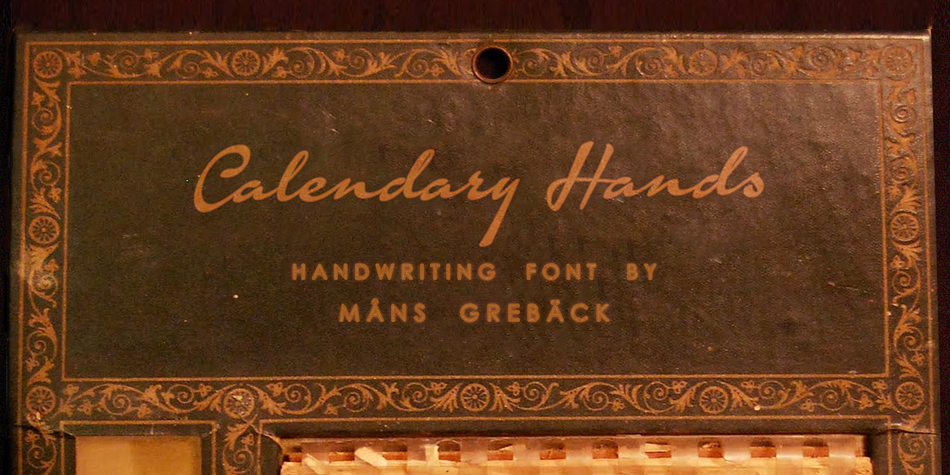 Calendary Hands
HANDWRITING FONT BY
MÅNS GREBÄCK